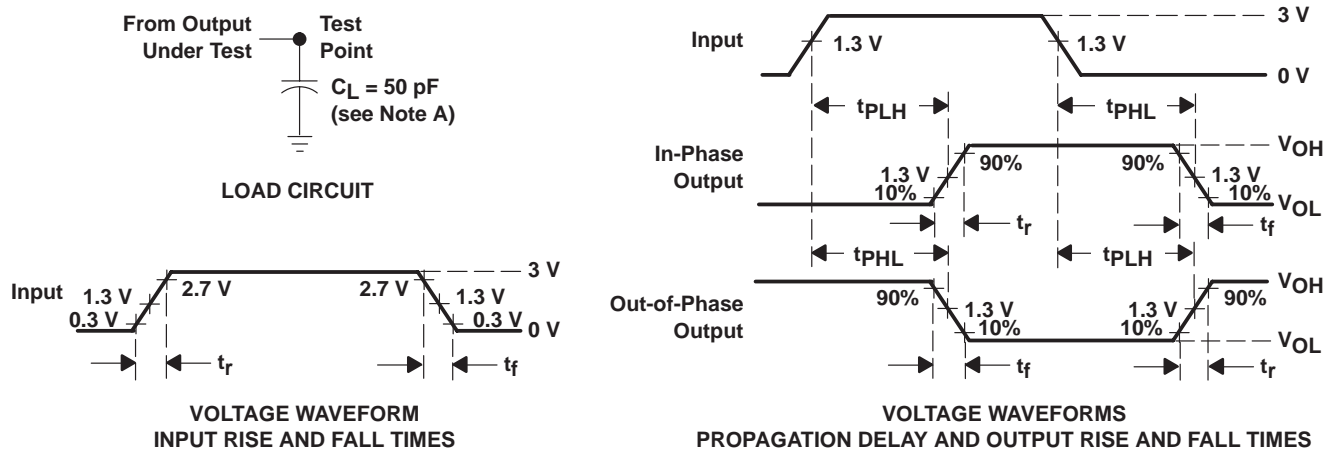 From Output
Under Test
Test
Point
CL = 50 pF
(see Note A)
LOAD CIRCUIT
Input
1.3 V
0.3 V
2.7 V
2.7 V
1.3 V
0.3 V
3 V
0 V
tr
tf
VOLTAGE WAVEFORM
INPUT RISE AND FALL TIMES
Input
1.3 V
1.3 V
3 V
0 V
tPLH
tPHL
In-Phase
Output
1.3 V
10%
90%
90%
1.3 V
10%
VOH
VOL
tr
tf
tPHL
tPLH
Out-of-Phase
Output
90%
1.3 V
10%
1.3 V
10%
90%
VOH
VOL
tf
tr
VOLTAGE WAVEFORMS
PROPAGATION DELAY AND OUTPUT RISE AND FALL TIMES